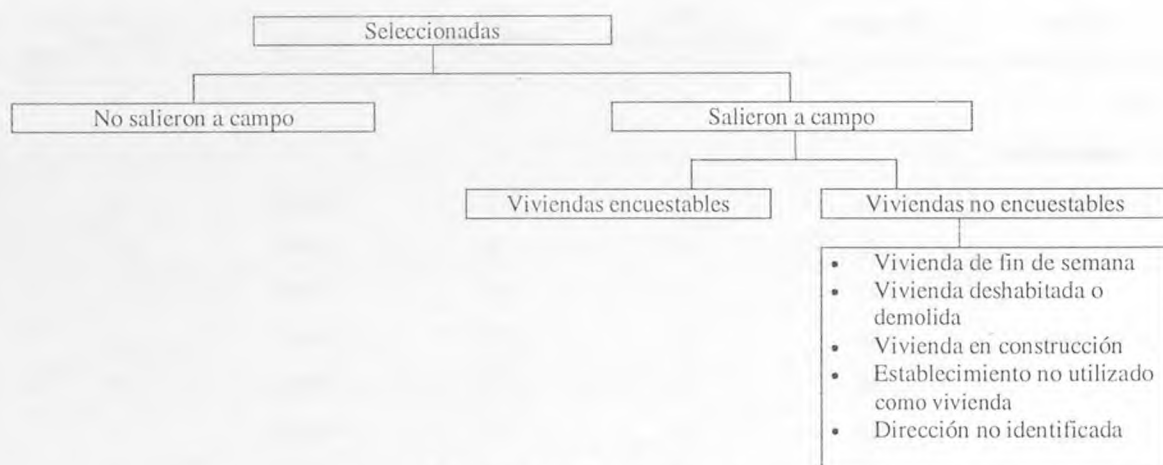 Seleccionadas
No salieron a campo
Salieron a campo
Viviendas encuestables
Viviendas no encuestables
• Vivienda de fin de semana
• Vivienda deshabitada o
demolida
• Vivienda en construcción
• Establecimiento no utilizado
como vivienda
• Dirección no identificada